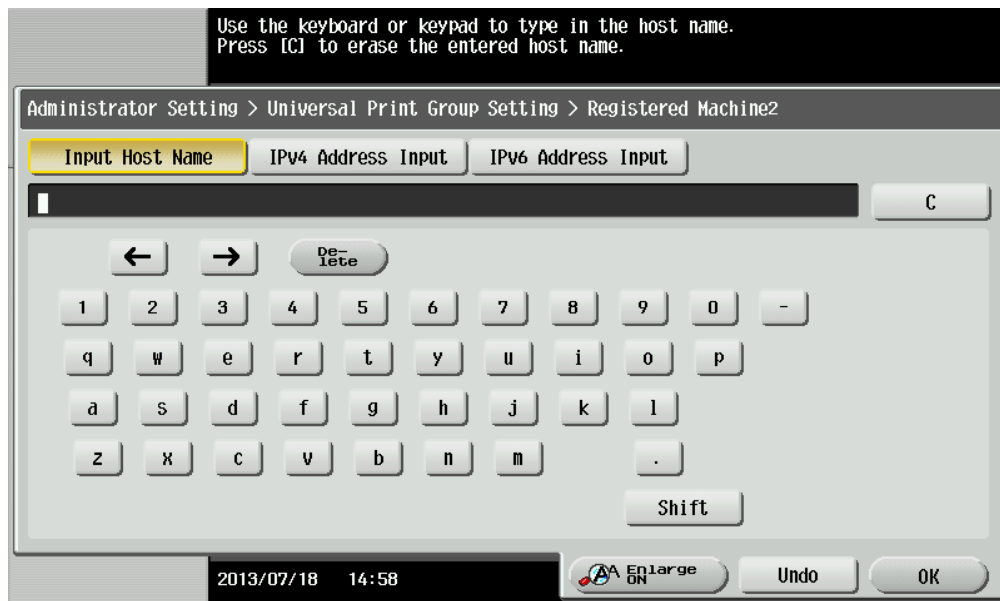 Use the keyboard or keypad to type in the host name.
Press [C] to erase the entered host name.
Administrator Setting > Universal Print Group Setting > Registered Machine2
Input Host Name IPv4 Address Input IPv6 Address Input
C
← → De-
lete
1 2 3 4 5 6 7 8 9 0 -
q w e r t y u i o p
a s d f g h j k l
z x c v b n m .
Shift
2013/07/18 14:58
AA Enlarge
ON
Undo OK